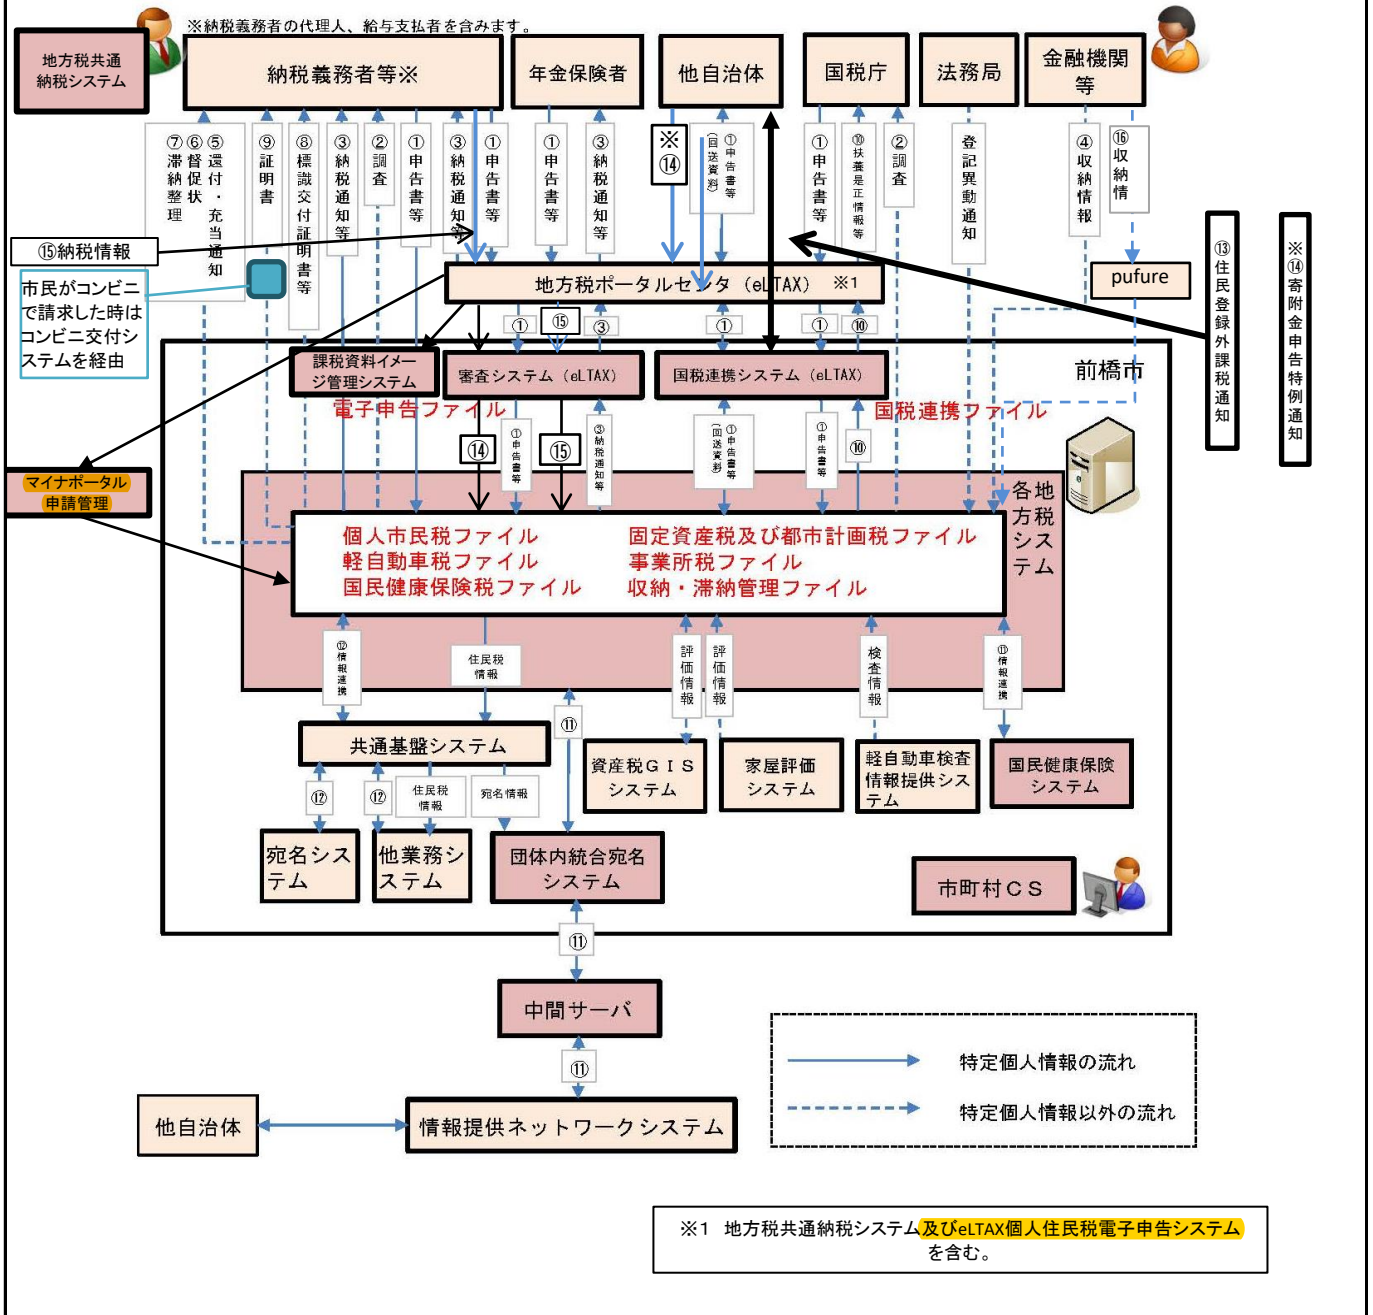 ※納税義務者の代理人、給与支払者を含みます。
地方税共通
納税システム
納税義務者等※
年金保険者
他自治体
国税庁
法務局
金融機関
等
⑦滞納整理
⑥督促状
⑤還付・充当通知
⑨証明書
⑧標識交付証明書等
③納税通知等
②調査
①申告書等
③納税通知等
①申告書等
①申告書等
③納税通知等
※
⑭
①申告書等
(回送資料)
①申告書等
⑩扶養是正情報等
②調査
登記異動通知
④収納情報
⑯収納情
⑮納税情報
市民がコンビニ
で請求した時は
コンビニ交付シ
ステムを経由
地方税ポータルセンタ（eLTAX） ※1
pufure
⑬住民登録外課税通知
※⑭寄附金申告特例通知
①
⑮
③
①
①
⑩
前橋市
課税資料イメー
ジ管理システム
審査システム（eLTAX）
国税連携システム（eLTAX）
電子申告ファイル
国税連携ファイル
⑭
①申告書等
⑮
③納税通知等
①申告書等
(回送資料)
①申告書等
⑩
マイナポータル
申請管理
各地方税システム
個人市民税ファイル
軽自動車税ファイル
国民健康保険税ファイル
固定資産税及び都市計画税ファイル
事業所税ファイル
収納・滞納管理ファイル
⑫情報連携
住民税
情報
評価情報
評価情報
検査情報
⑪情報連携
⑪
共通基盤システム
資産税ＧＩＳ
システム
家屋評価
システム
軽自動車検査
情報提供シス
テム
国民健康保険
システム
⑫
⑫
住民税
情報
宛名情報
宛名シス
テム
他業務シ
ステム
団体内統合宛名
システム
市町村ＣＳ
⑪
中間サーバ
⑪
他自治体
情報提供ネットワークシステム
特定個人情報の流れ
特定個人情報以外の流れ
※1 地方税共通納税システム及びeLTAX個人住民税電子申告システム
を含む。